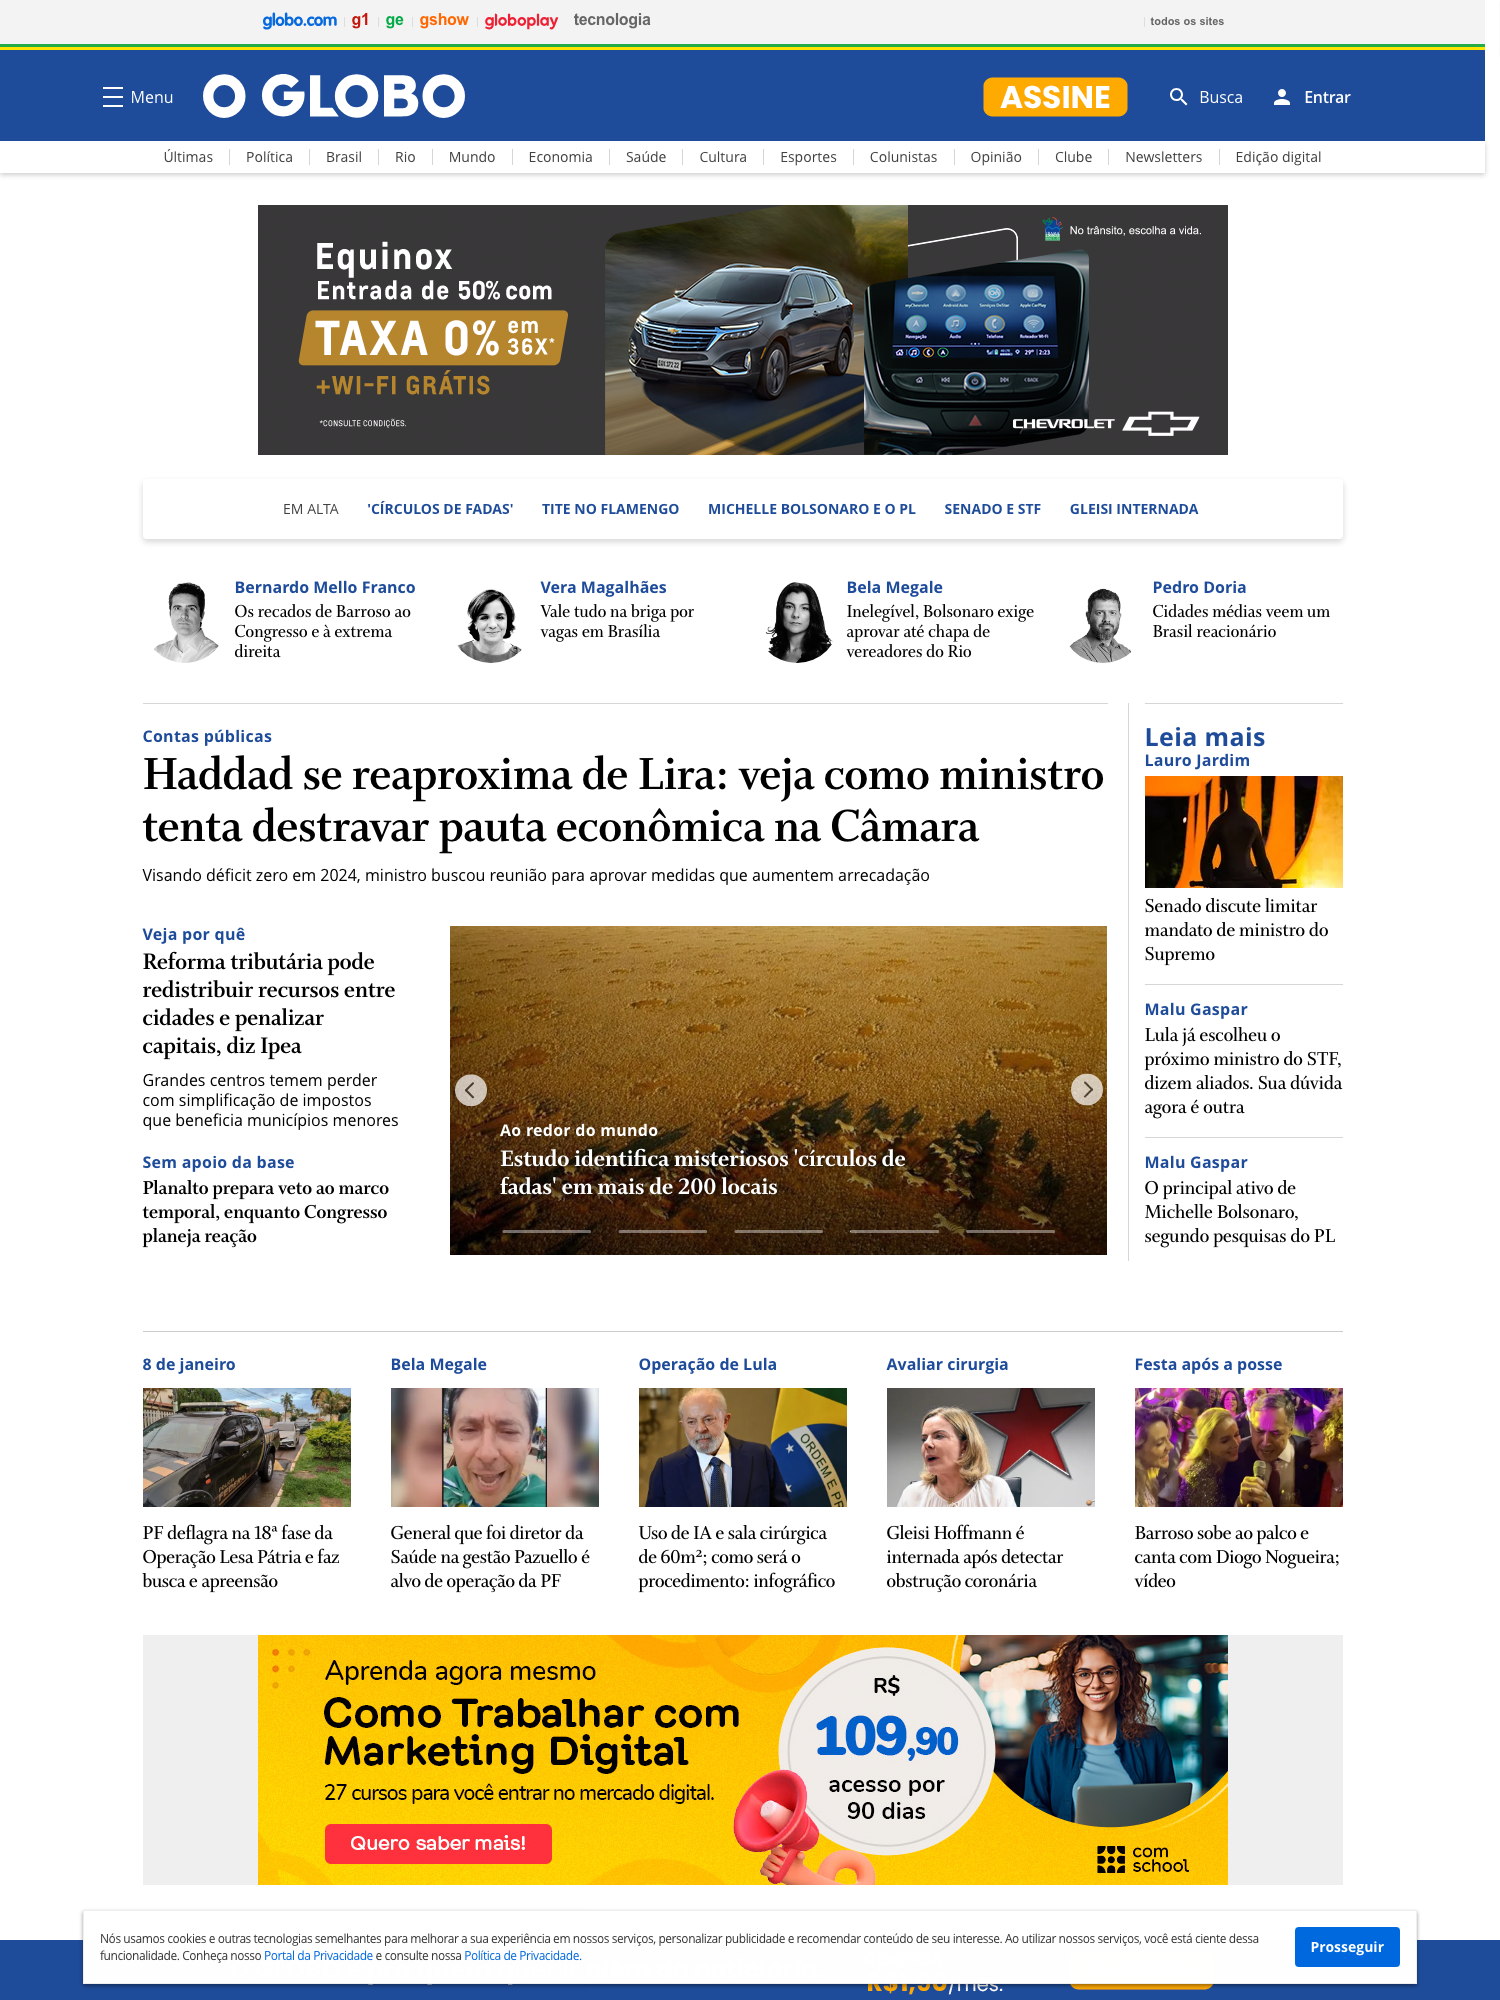 globo.com g1 ge gshow globoplay tecnologia todos os sites
Menu O GLOBO ASSINE Busca Entrar
Últimas Política Brasil Rio Mundo Economia Saúde Cultura Esportes Colunistas Opinião Clube Newsletters Edição digital
Equinox
Entrada de 50% com
TAXA 0% em 36X*
+WI-FI GRÁTIS
*CONSULTE CONDIÇÕES.
No trânsito, escolha a vida.
CHEVROLET
EM ALTA 'CÍRCULOS DE FADAS' TITE NO FLAMENGO MICHELLE BOLSONARO E O PL SENADO E STF GLEISI INTERNADA
Bernardo Mello Franco
Os recados de Barroso ao
Congresso e à extrema
direita
Vera Magalhães
Vale tudo na briga por
vagas em Brasília
Bela Megale
Inelegível, Bolsonaro exige
aprovar até chapa de
vereadores do Rio
Pedro Doria
Cidades médias veem um
Brasil reacionário
Contas públicas
Haddad se reaproxima de Lira: veja como ministro
tenta destravar pauta econômica na Câmara
Visando déficit zero em 2024, ministro buscou reunião para aprovar medidas que aumentem arrecadação
Veja por quê
Reforma tributária pode
redistribuir recursos entre
cidades e penalizar
capitais, diz Ipea
Grandes centros temem perder
com simplificação de impostos
que beneficia municípios menores
Sem apoio da base
Planalto prepara veto ao marco
temporal, enquanto Congresso
planeja reação
Ao redor do mundo
Estudo identifica misteriosos 'círculos de
fadas' em mais de 200 locais
Leia mais
Lauro Jardim
Senado discute limitar
mandato de ministro do
Supremo
Malu Gaspar
Lula já escolheu o
próximo ministro do STF,
dizem aliados. Sua dúvida
agora é outra
Malu Gaspar
O principal ativo de
Michelle Bolsonaro,
segundo pesquisas do PL
8 de janeiro
PF deflagra na 18ª fase da
Operação Lesa Pátria e faz
busca e apreensão
Bela Megale
General que foi diretor da
Saúde na gestão Pazuello é
alvo de operação da PF
Operação de Lula
ORDEM E PR
Uso de IA e sala cirúrgica
de 60m²; como será o
procedimento: infográfico
Avaliar cirurgia
Gleisi Hoffmann é
internada após detectar
obstrução coronária
Festa após a posse
Barroso sobe ao palco e
canta com Diogo Nogueira;
vídeo
Aprenda agora mesmo
Como Trabalhar com
Marketing Digital
27 cursos para você entrar no mercado digital.
Quero saber mais!
R$
109,90
acesso por
90 dias
com
school
Nós usamos cookies e outras tecnologias semelhantes para melhorar a sua experiência em nossos serviços, personalizar publicidade e recomendar conteúdo de seu interesse. Ao utilizar nossos serviços, você está ciente dessa
funcionalidade. Conheça nosso Portal da Privacidade e consulte nossa Política de Privacidade.
Prosseguir
R$1,90/mês.